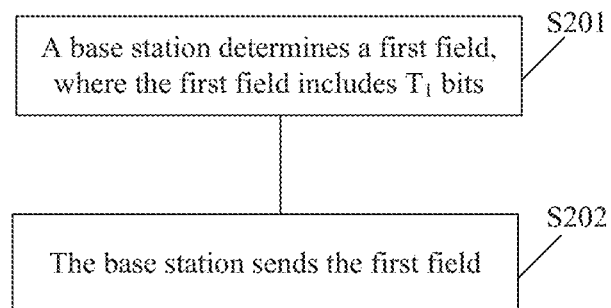 S201
A base station determines a first field,
where the first field includes T₁ bits
S202
The base station sends the first field